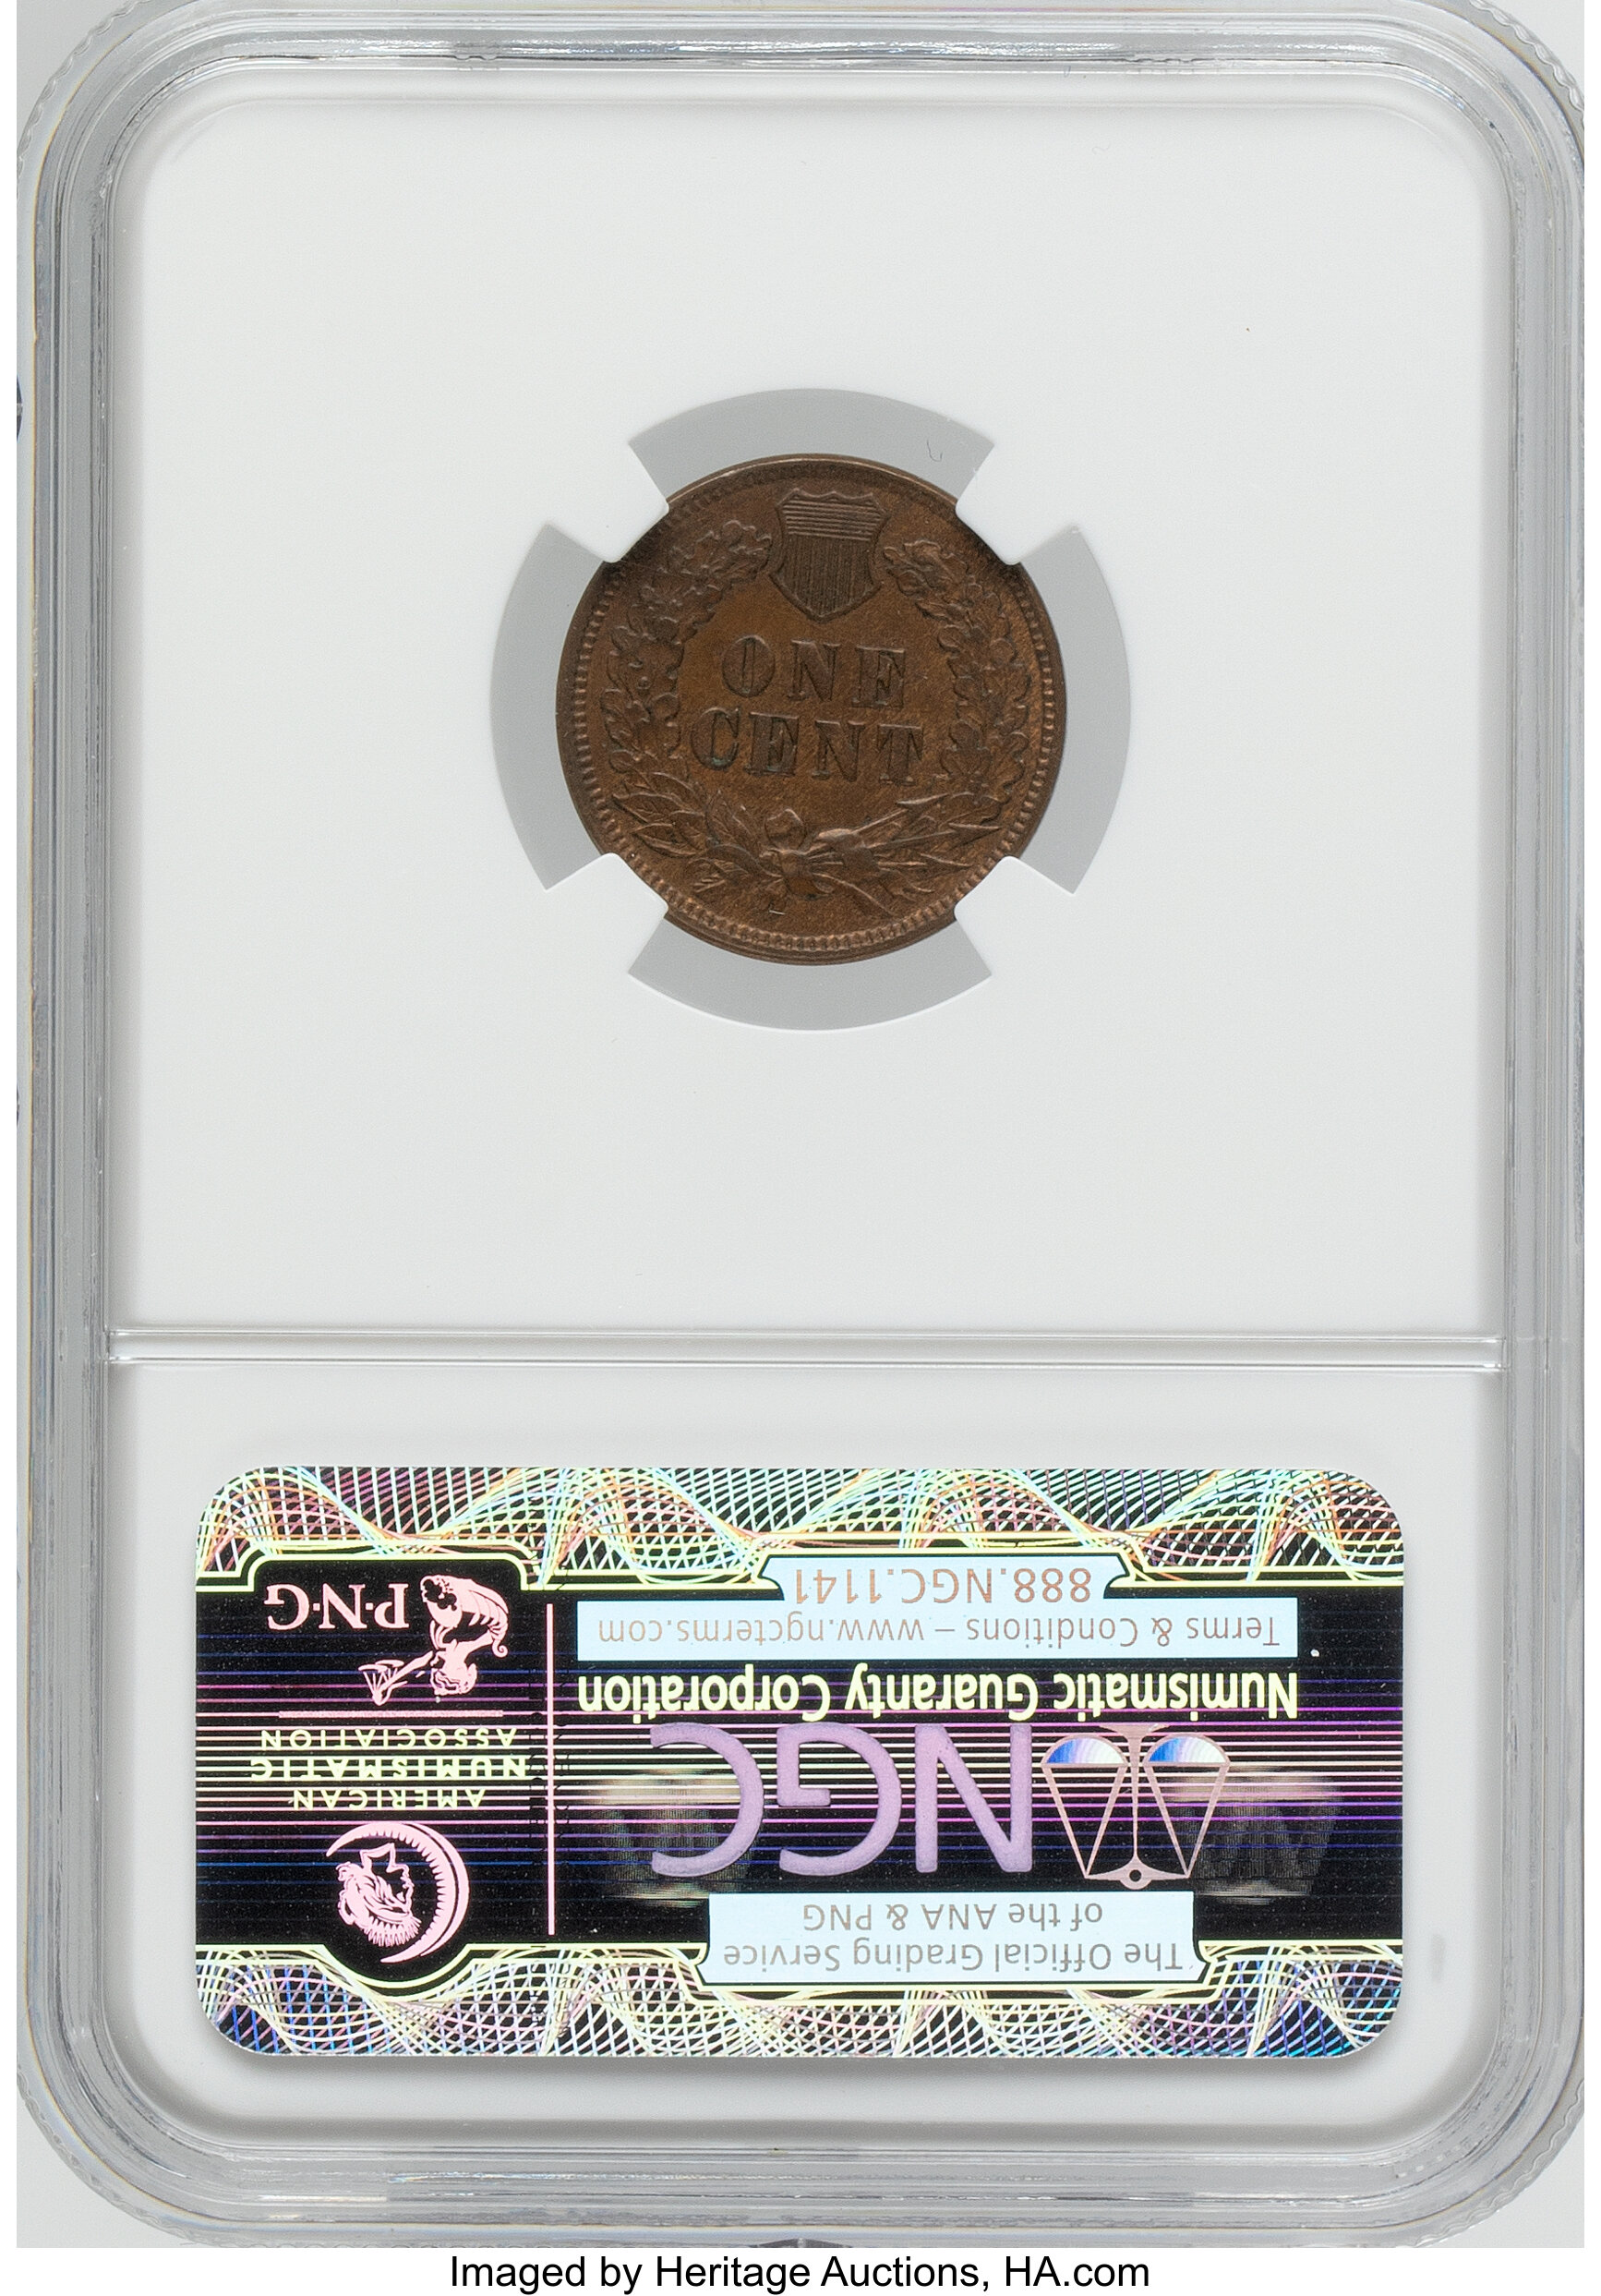 ONE
CENT
888.NGC.1141
Terms & Conditions – www.ngcterms.com
Numismatic Guaranty Corporation
NGC
The Official Grading Service
of the ANA & PNG
P·N·G
AMERICAN
NUMISMATIC
ASSOCIATION
Imaged by Heritage Auctions, HA.com